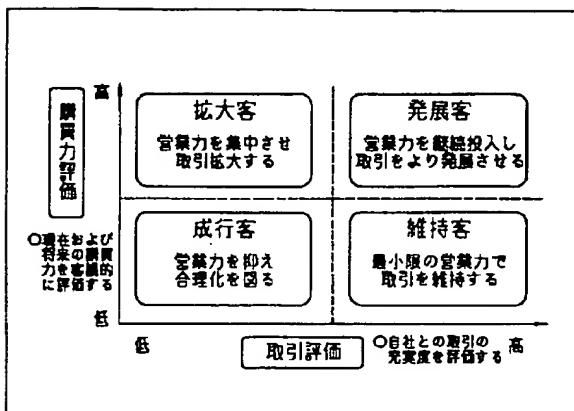 購買力評価
高
拡大客
営業力を集中させ
取引拡大する
発展客
営業力を継続投入し
取引をより発展させる
○現在および
将来の購買
力を客観的
に評価する
成行客
営業力を抑え
合理化を図る
維持客
最小限の営業力で
取引を維持する
低
低
取引評価
○自社との取引の
充実度を評価する
高